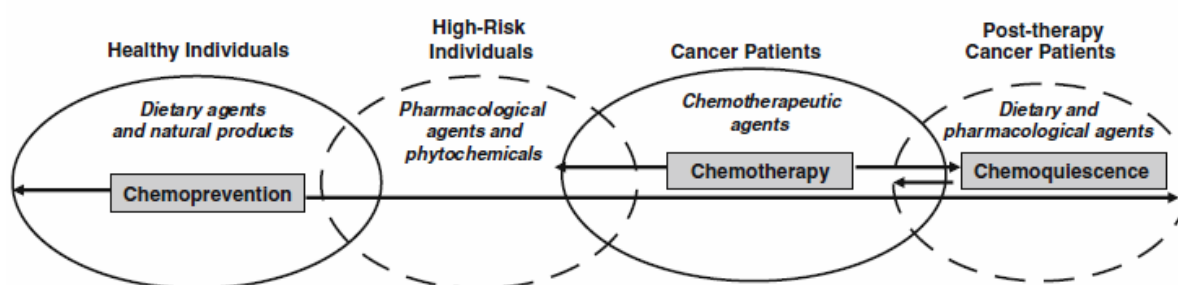 Healthy Individuals
High-Risk
Individuals
Cancer Patients
Post-therapy
Cancer Patients
Dietary agents
and natural products
Pharmacological
agents and
phytochemicals
Chemotherapeutic
agents
Dietary and
pharmacological agents
Chemoprevention
Chemotherapy
Chemoquiescence